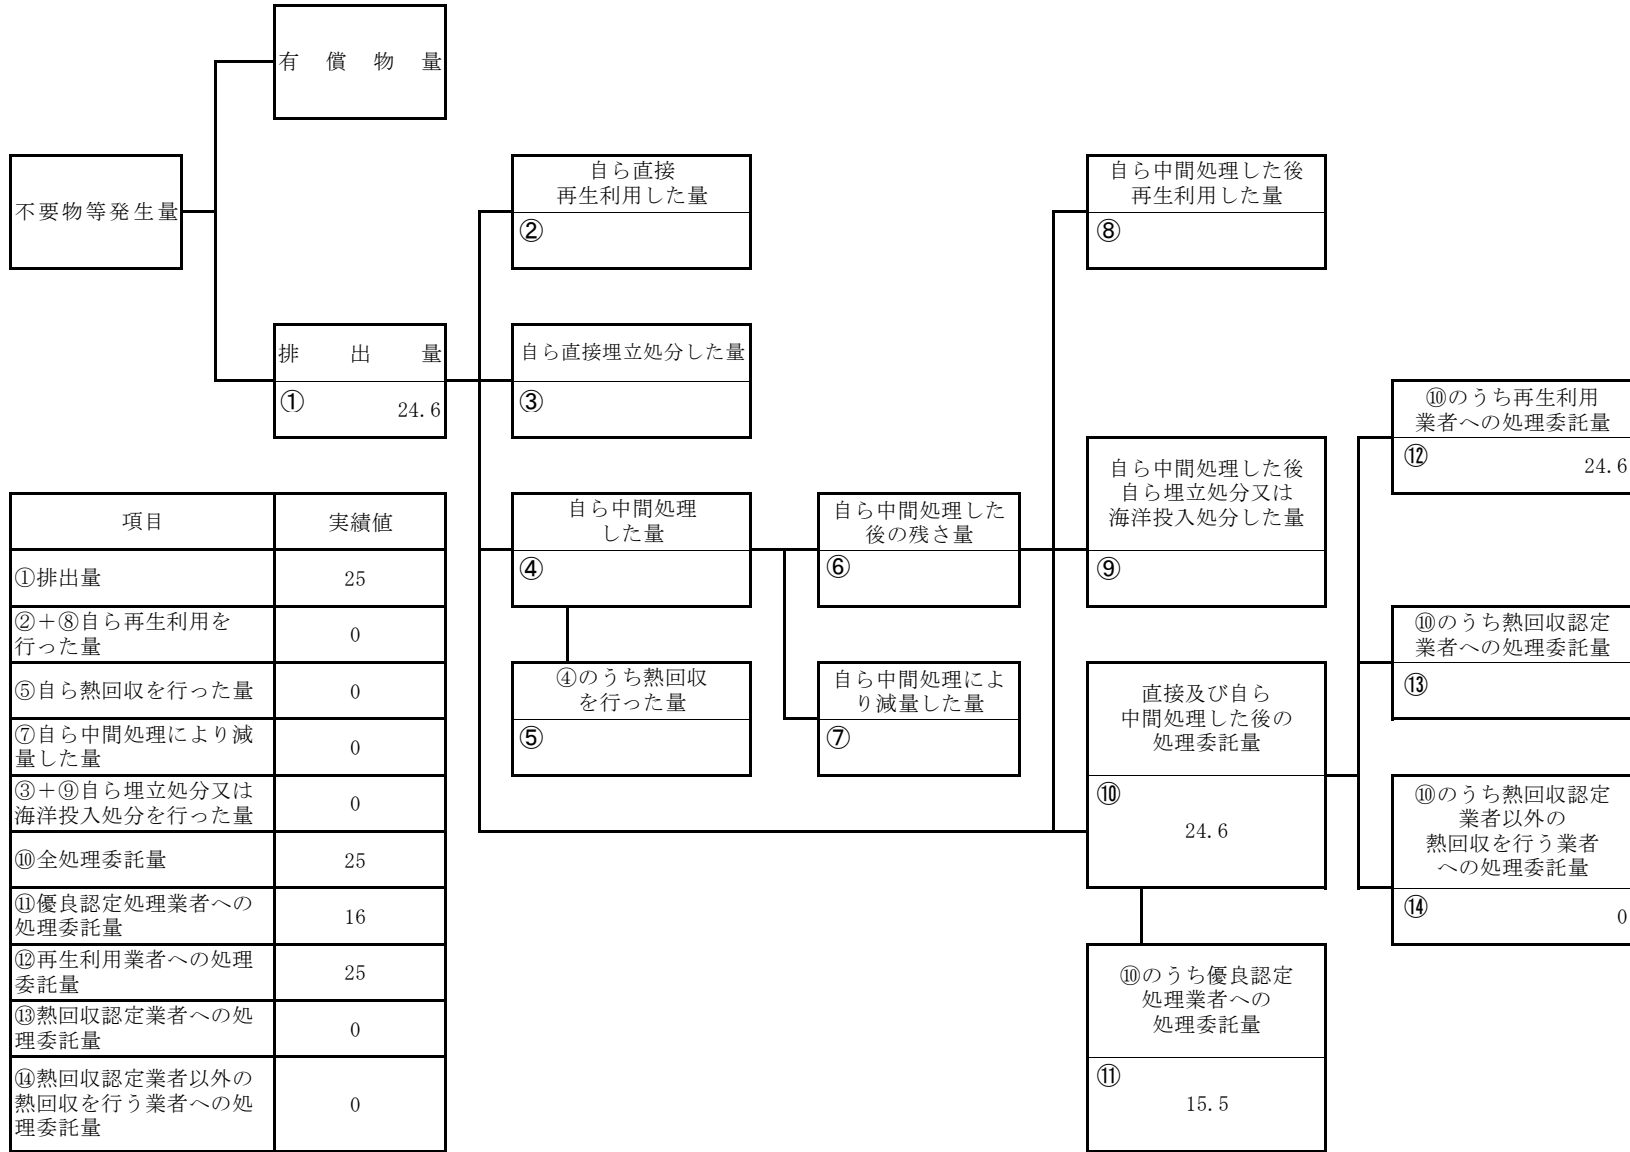 有償物量
不要物等発生量
自ら直接
再生利用した量
②
自ら中間処理した後
再生利用した量
⑧
排出量
① 24.6
自ら直接埋立処分した量
③
⑩のうち再生利用
業者への処理委託量
⑫ 24.6
自ら中間処理した後
自ら埋立処分又は
海洋投入処分した量
⑨
自ら中間処理
した量
④
自ら中間処理した
後の残さ量
⑥
⑩のうち熱回収認定
業者への処理委託量
⑬
④のうち熱回収
を行った量
⑤
自ら中間処理によ
り減量した量
⑦
直接及び自ら
中間処理した後の
処理委託量
⑩
24.6
⑩のうち熱回収認定
業者以外の
熱回収を行う業者
への処理委託量
⑭ 0
⑩のうち優良認定
処理業者への
処理委託量
⑪
15.5
項目 実績値
①排出量 25
②+⑧自ら再生利用を
行った量 0
⑤自ら熱回収を行った量 0
⑦自ら中間処理により減
量した量 0
③+⑨自ら埋立処分又は
海洋投入処分を行った量 0
⑩全処理委託量 25
⑪優良認定処理業者への
処理委託量 16
⑫再生利用業者への処理
委託量 25
⑬熱回収認定業者への処
理委託量 0
⑭熱回収認定業者以外の
熱回収を行う業者への処
理委託量 0